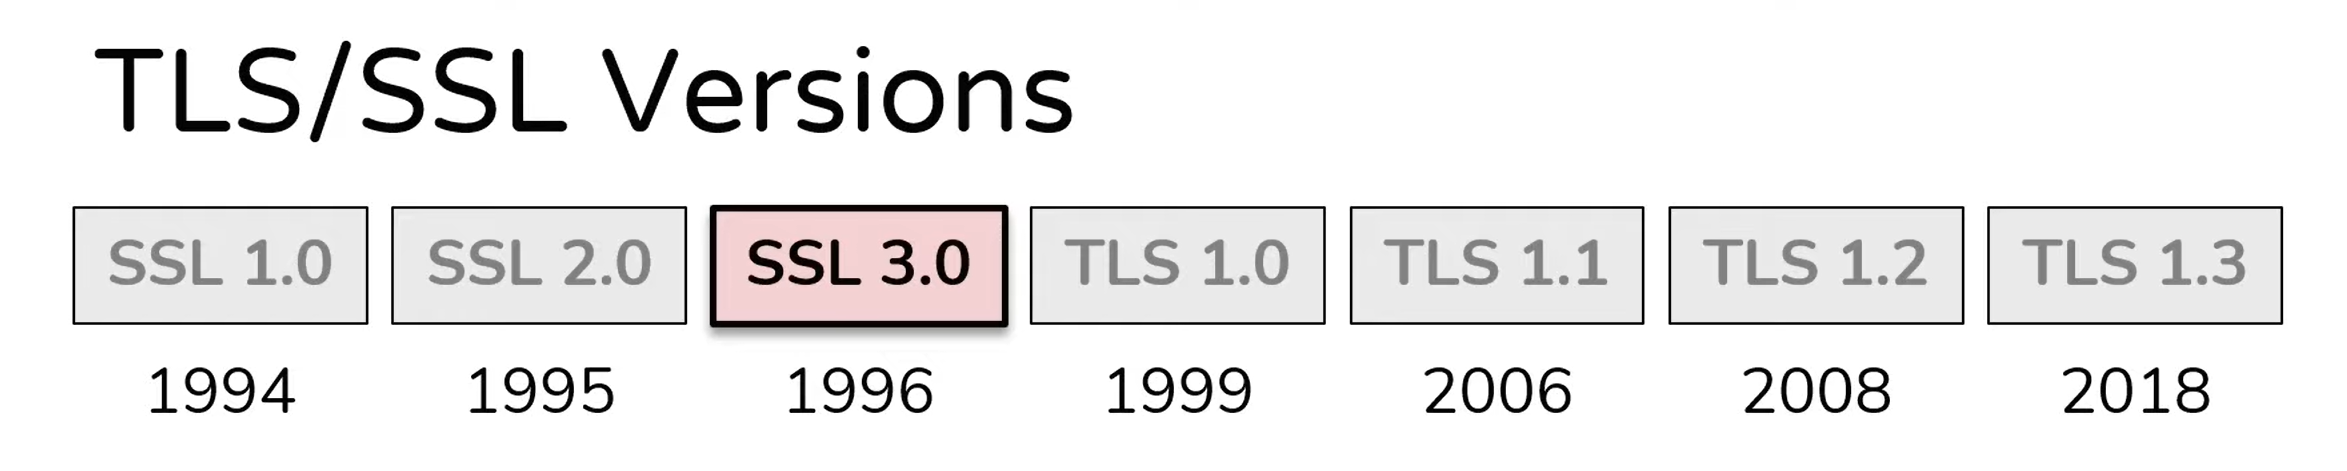 TLS/SSL Versions
SSL 1.0 SSL 2.0 SSL 3.0 TLS 1.0 TLS 1.1 TLS 1.2 TLS 1.3
1994 1995 1996 1999 2006 2008 2018